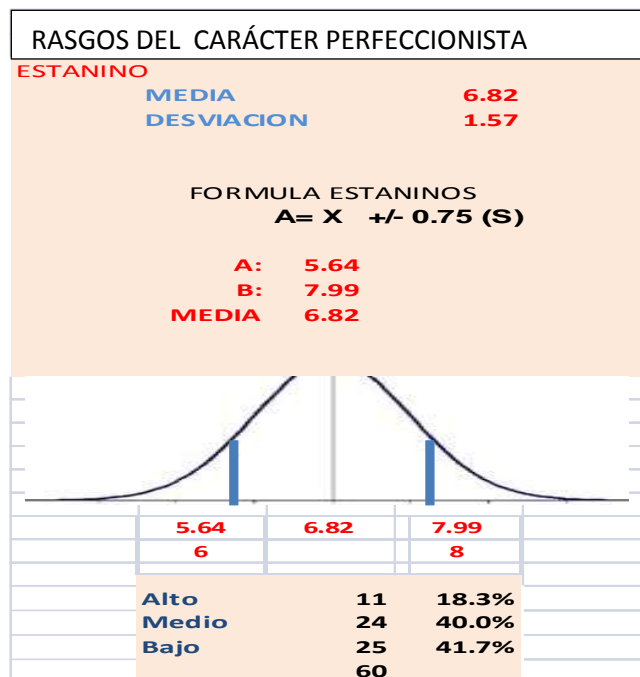 RASGOS DEL  CARÁCTER PERFECCIONISTA
ESTANINO
MEDIA 6.82
DESVIACION 1.57
FORMULA ESTANINOS
A= X  +/- 0.75 (S)
A: 5.64
B: 7.99
MEDIA 6.82
5.64 6.82 7.99
6 8
Alto 11 18.3%
Medio 24 40.0%
Bajo 25 41.7%
60